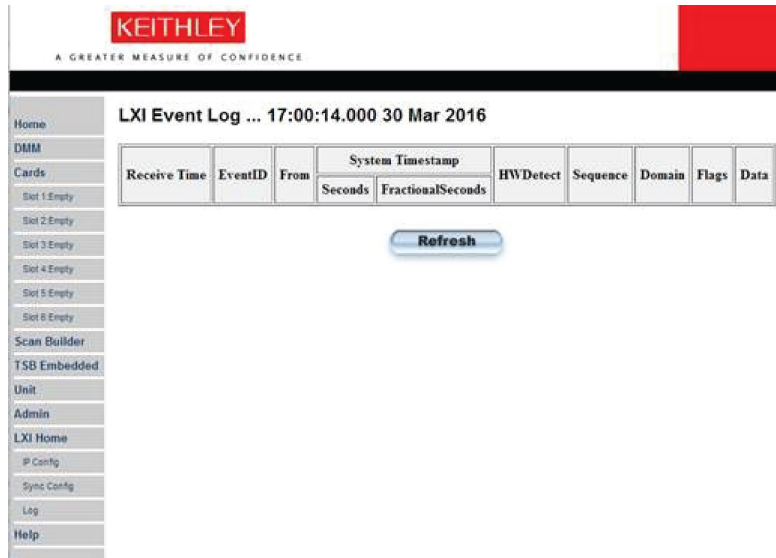 KEITHLEY
A GREATER MEASURE OF CONFIDENCE
LXI Event Log ... 17:00:14.000 30 Mar 2016
Home
DMM
Cards
Slot 1:Empty
Slot 2:Empty
Slot 3:Empty
Slot 4:Empty
Slot 5:Empty
Slot 6:Empty
Scan Builder
TSB Embedded
Unit
Admin
LXI Home
IP Config
Sync Config
Log
Help
Receive Time EventID From System Timestamp HWDetect Sequence Domain Flags Data
Seconds FractionalSeconds
Refresh